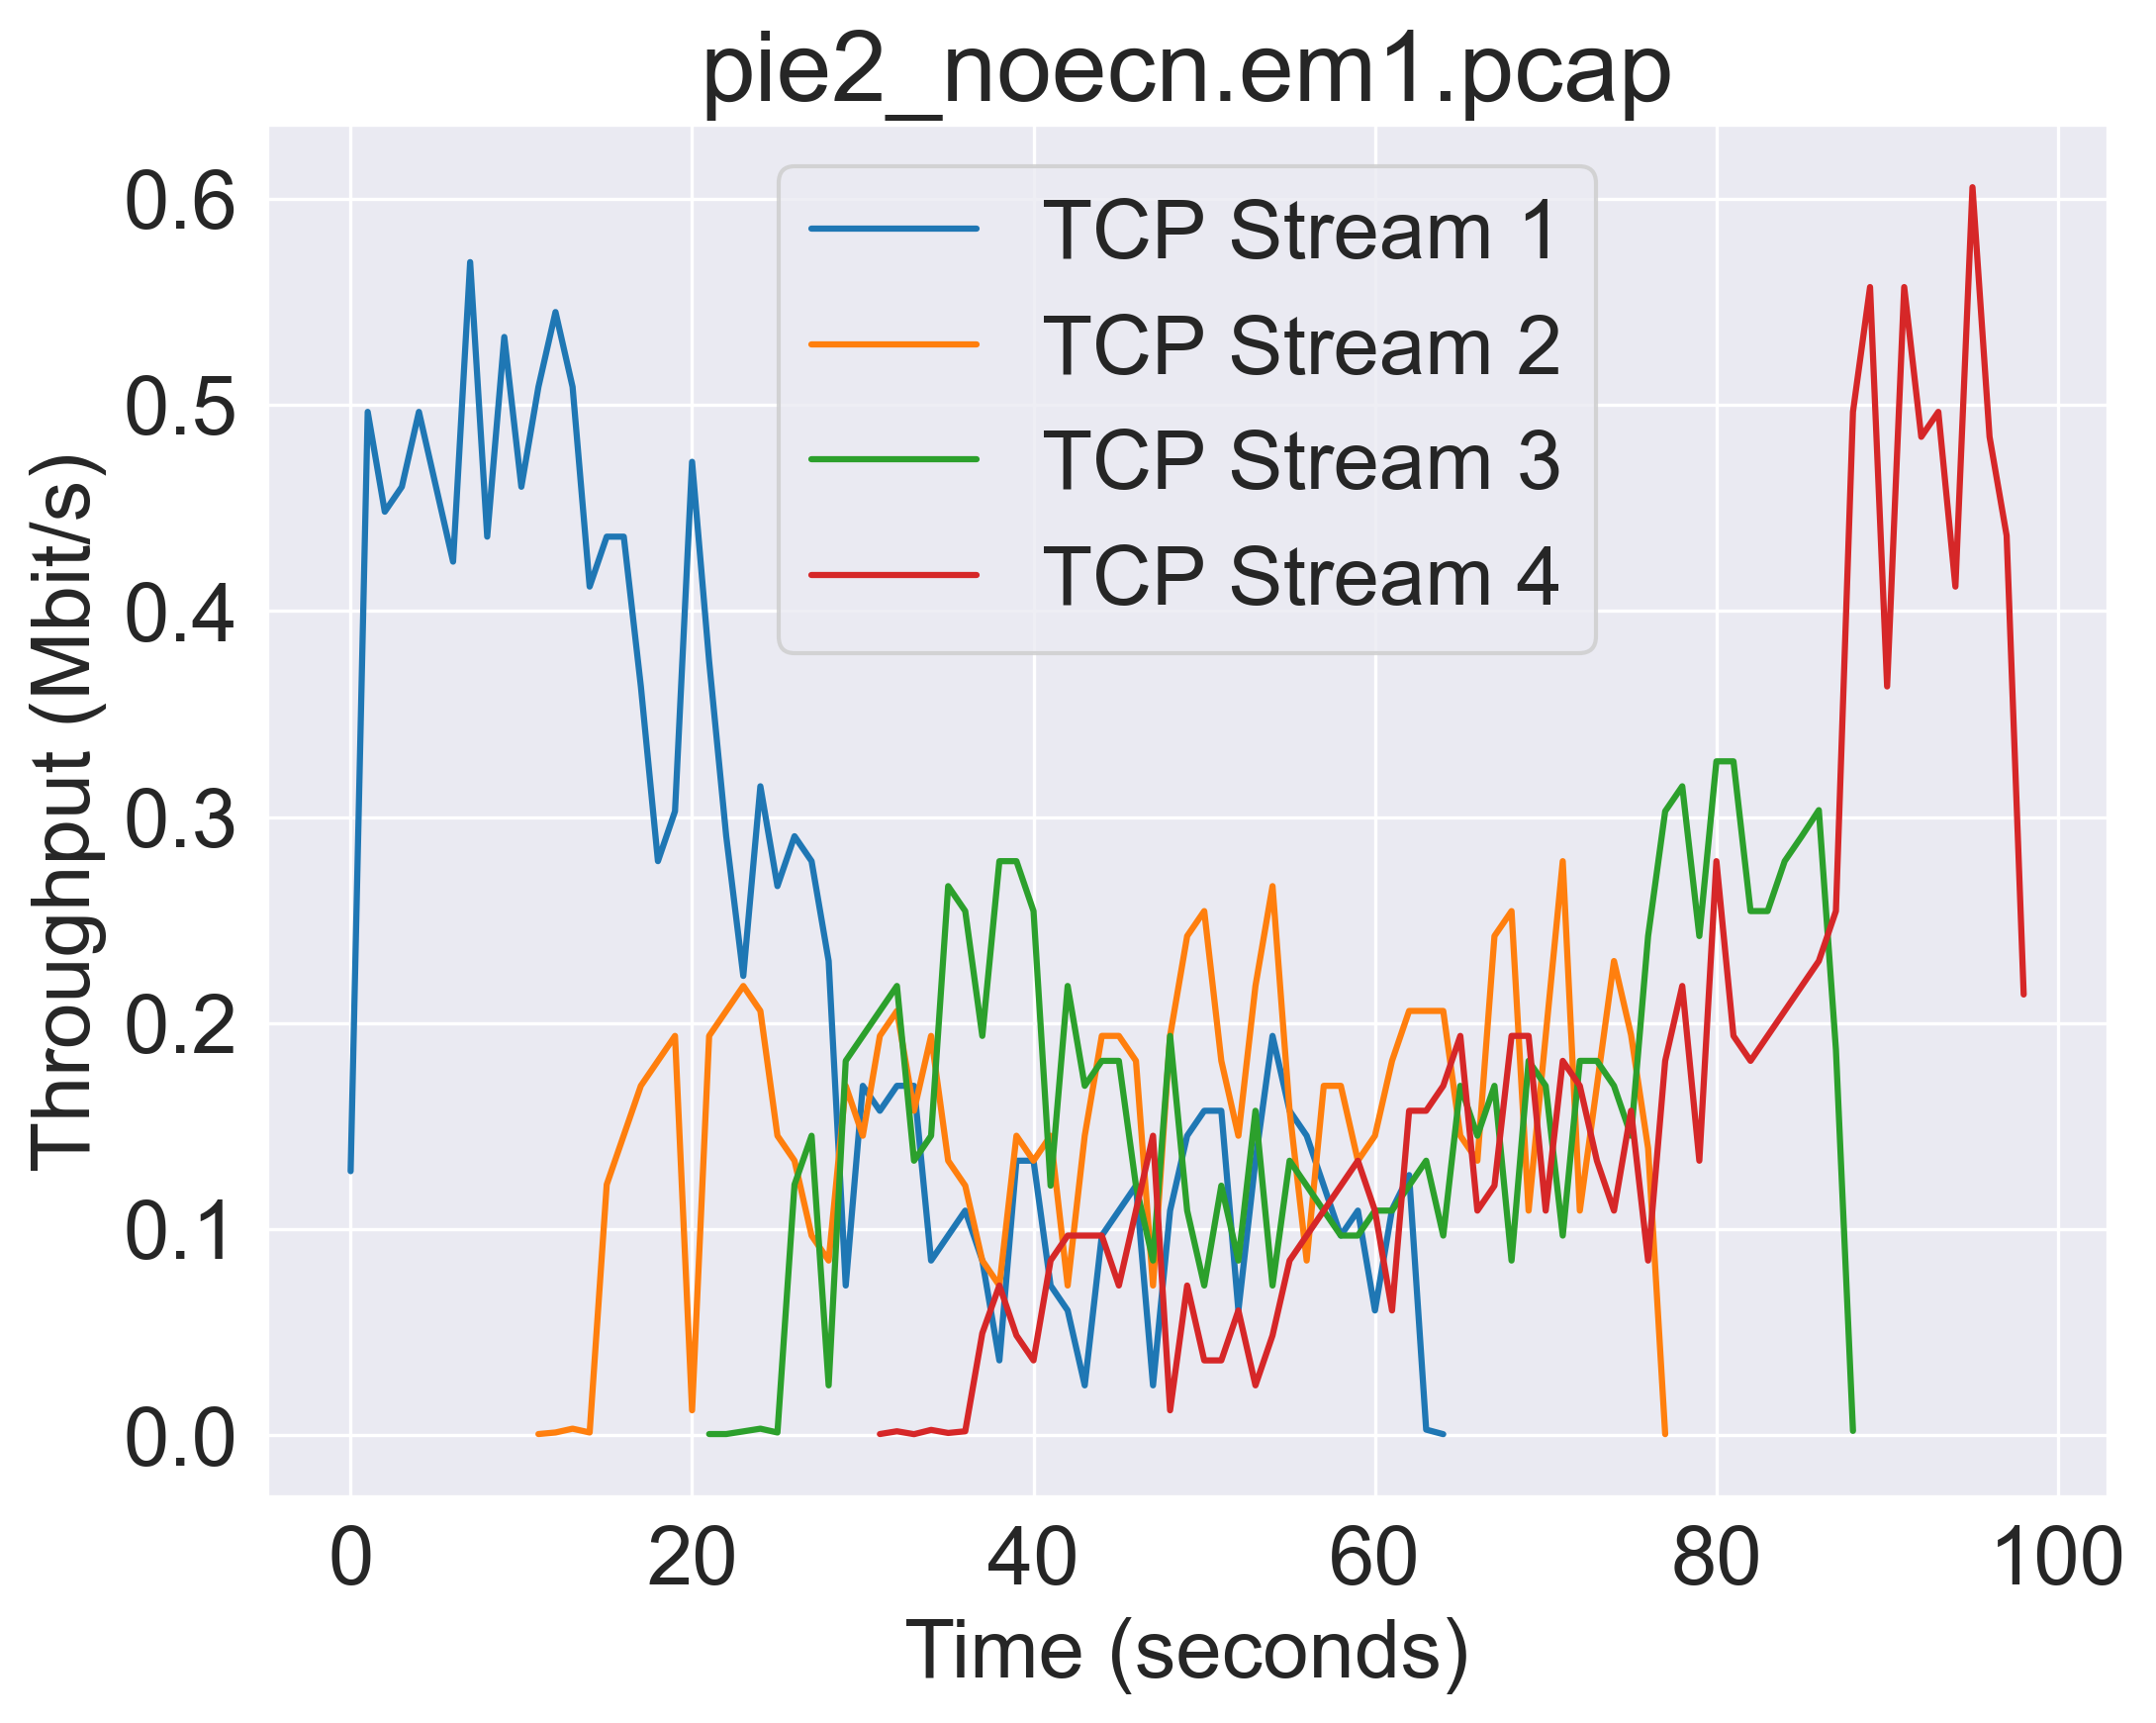 pie2_noecn.em1.pcap
TCP Stream 1
TCP Stream 2
TCP Stream 3
TCP Stream 4
Throughput (Mbit/s)
0.6
0.5
0.4
0.3
0.2
0.1
0.0
0 20 40 60 80 100
Time (seconds)